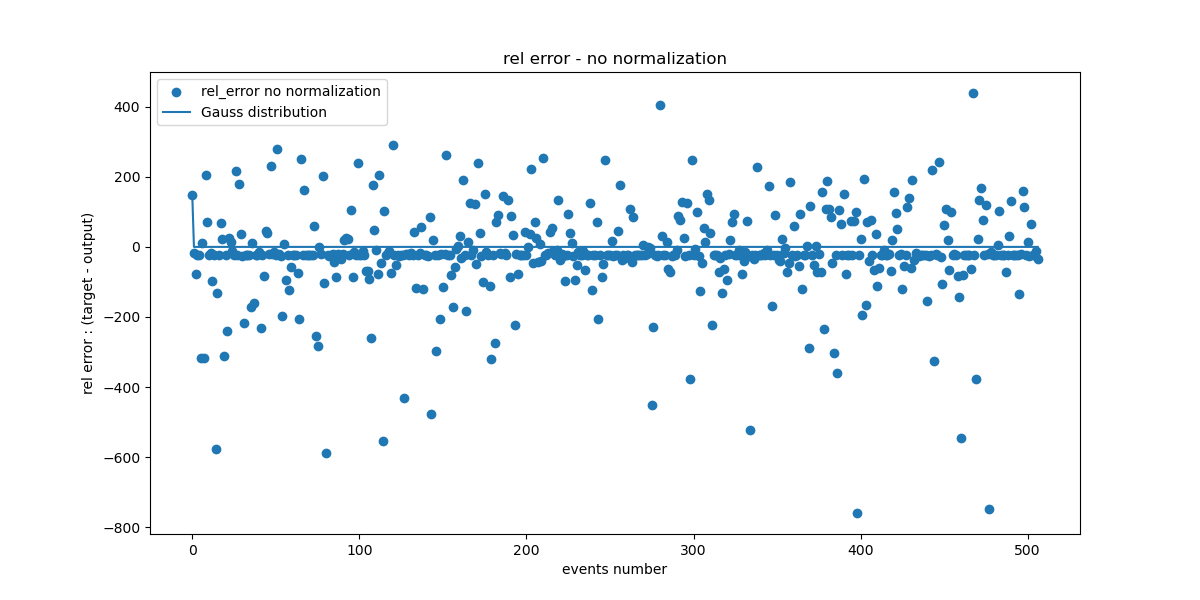 rel error - no normalization
rel_error no normalization
Gauss distribution
rel error : (target - output)
400
200
0
−200
−400
−600
−800
0 100 200 300 400 500
events number